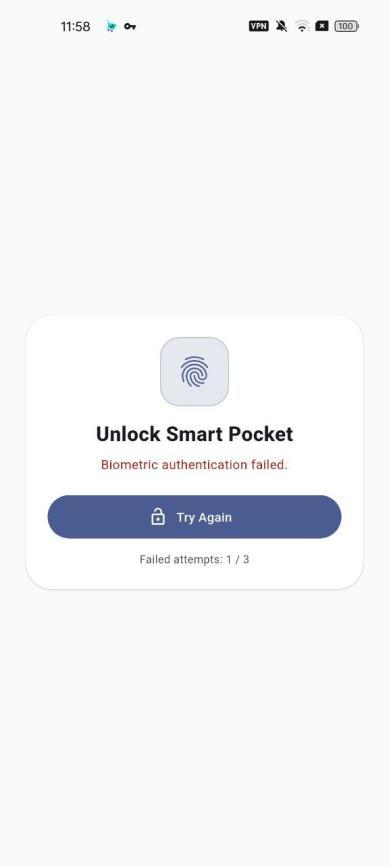 11:58
VPN
100
Unlock Smart Pocket
Biometric authentication failed.
Try Again
Failed attempts: 1 / 3